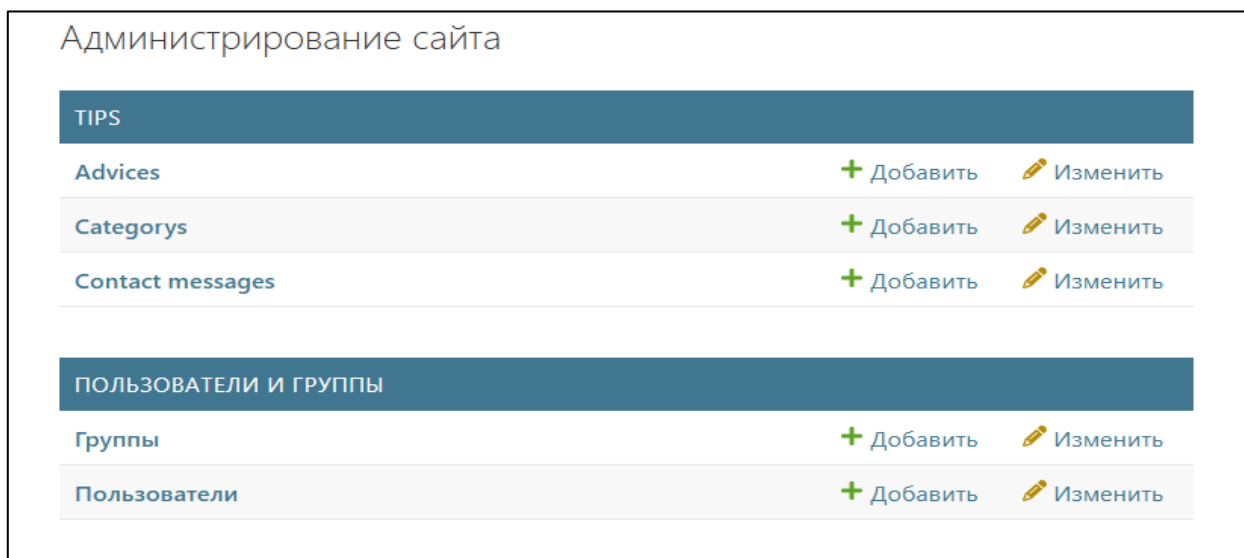 Администрирование сайта
TIPS
Advices Добавить Изменить
Categorys Добавить Изменить
Contact messages Добавить Изменить
ПОЛЬЗОВАТЕЛИ И ГРУППЫ
Группы Добавить Изменить
Пользователи Добавить Изменить